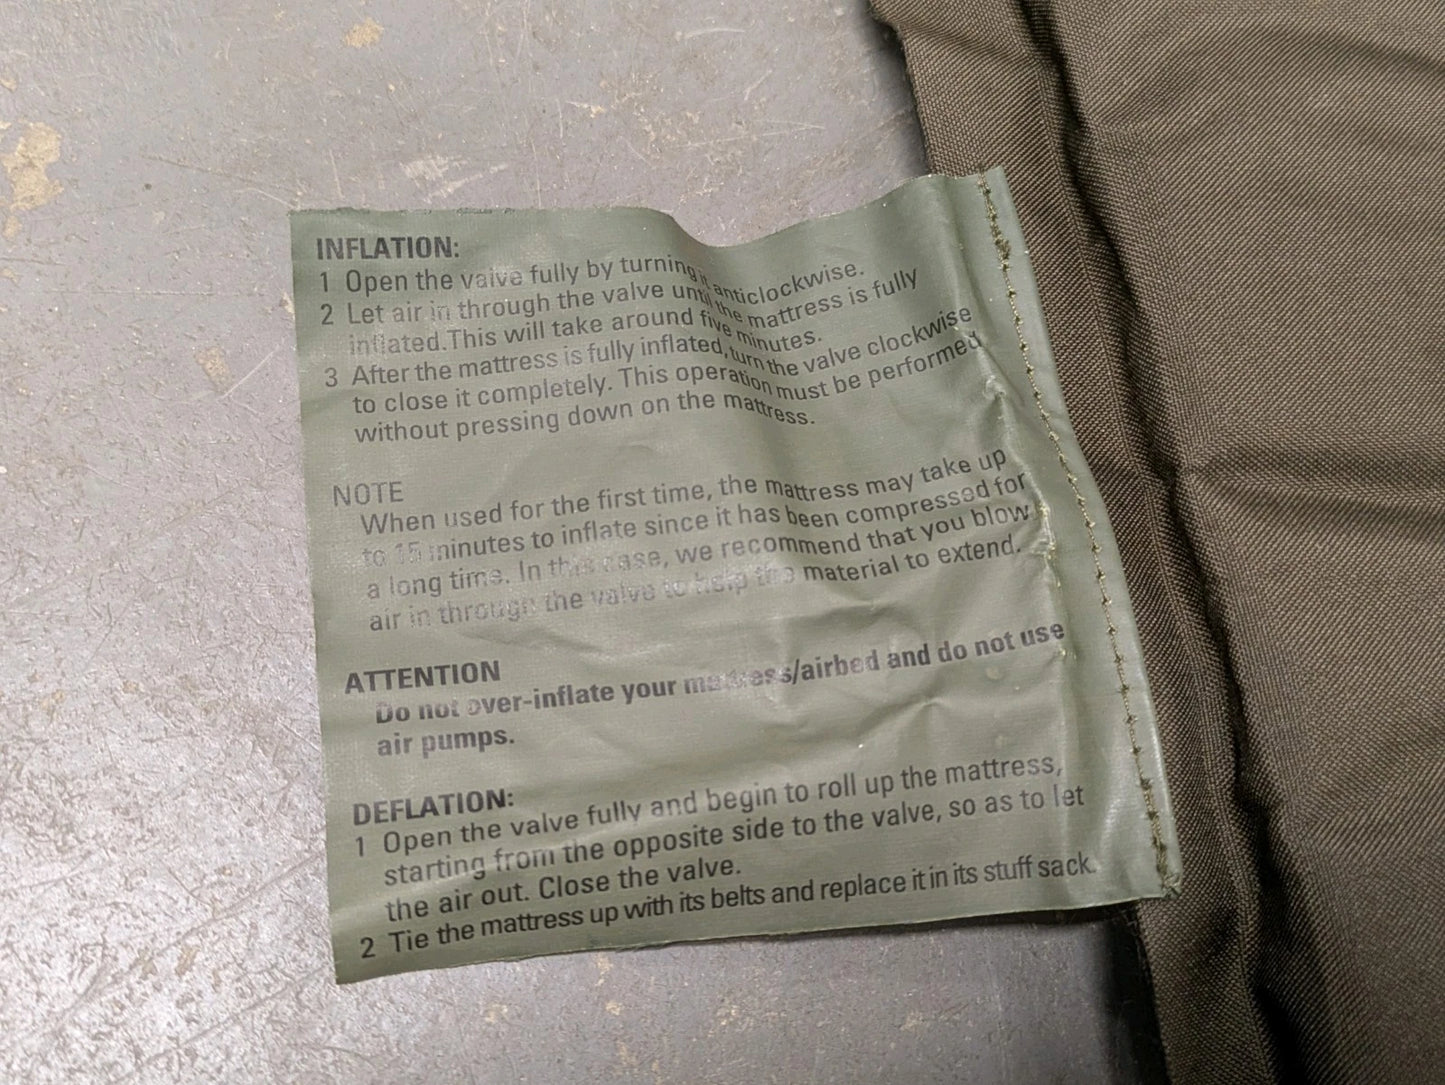 INFLATION:
1 Open the valve fully by turning it anticlockwise.
2 Let air in through the valve until the mattress is fully
inflated.This will take around five minutes.
3 After the mattress is fully inflated, turn the valve clockwise
to close it completely. This operation must be performed
without pressing down on the mattress.
NOTE
When used for the first time, the mattress may take up
to 15 minutes to inflate since it has been compressed for
a long time. In this case, we recommend that you blow
air in through the valve to help the material to extend.
ATTENTION
Do not over-inflate your mattress/airbed and do not use
air pumps.
DEFLATION:
1 Open the valve fully and begin to roll up the mattress,
starting from the opposite side to the valve, so as to let
the air out. Close the valve.
2 Tie the mattress up with its belts and replace it in its stuff sack.